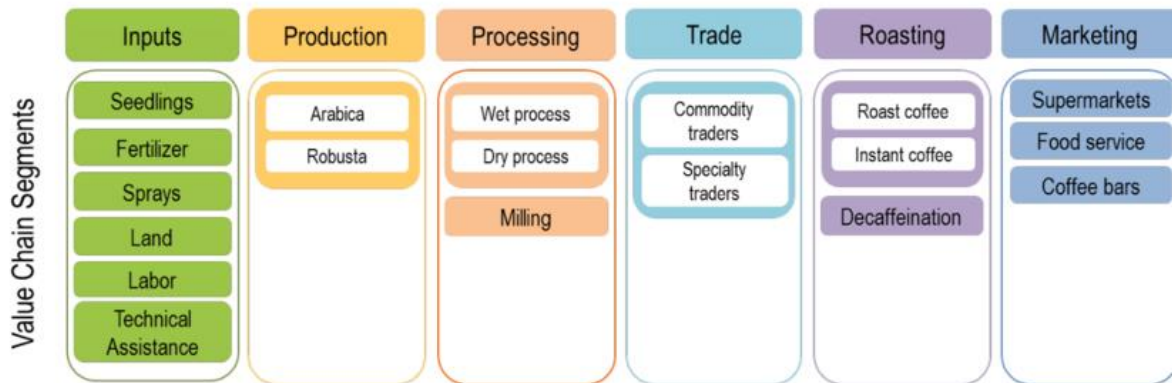 Inputs
Production
Processing
Trade
Roasting
Marketing
Value Chain Segments
Seedlings
Fertilizer
Sprays
Land
Labor
Technical
Assistance
Arabica
Robusta
Wet process
Dry process
Milling
Commodity
traders
Specialty
traders
Roast coffee
Instant coffee
Decaffeination
Supermarkets
Food service
Coffee bars